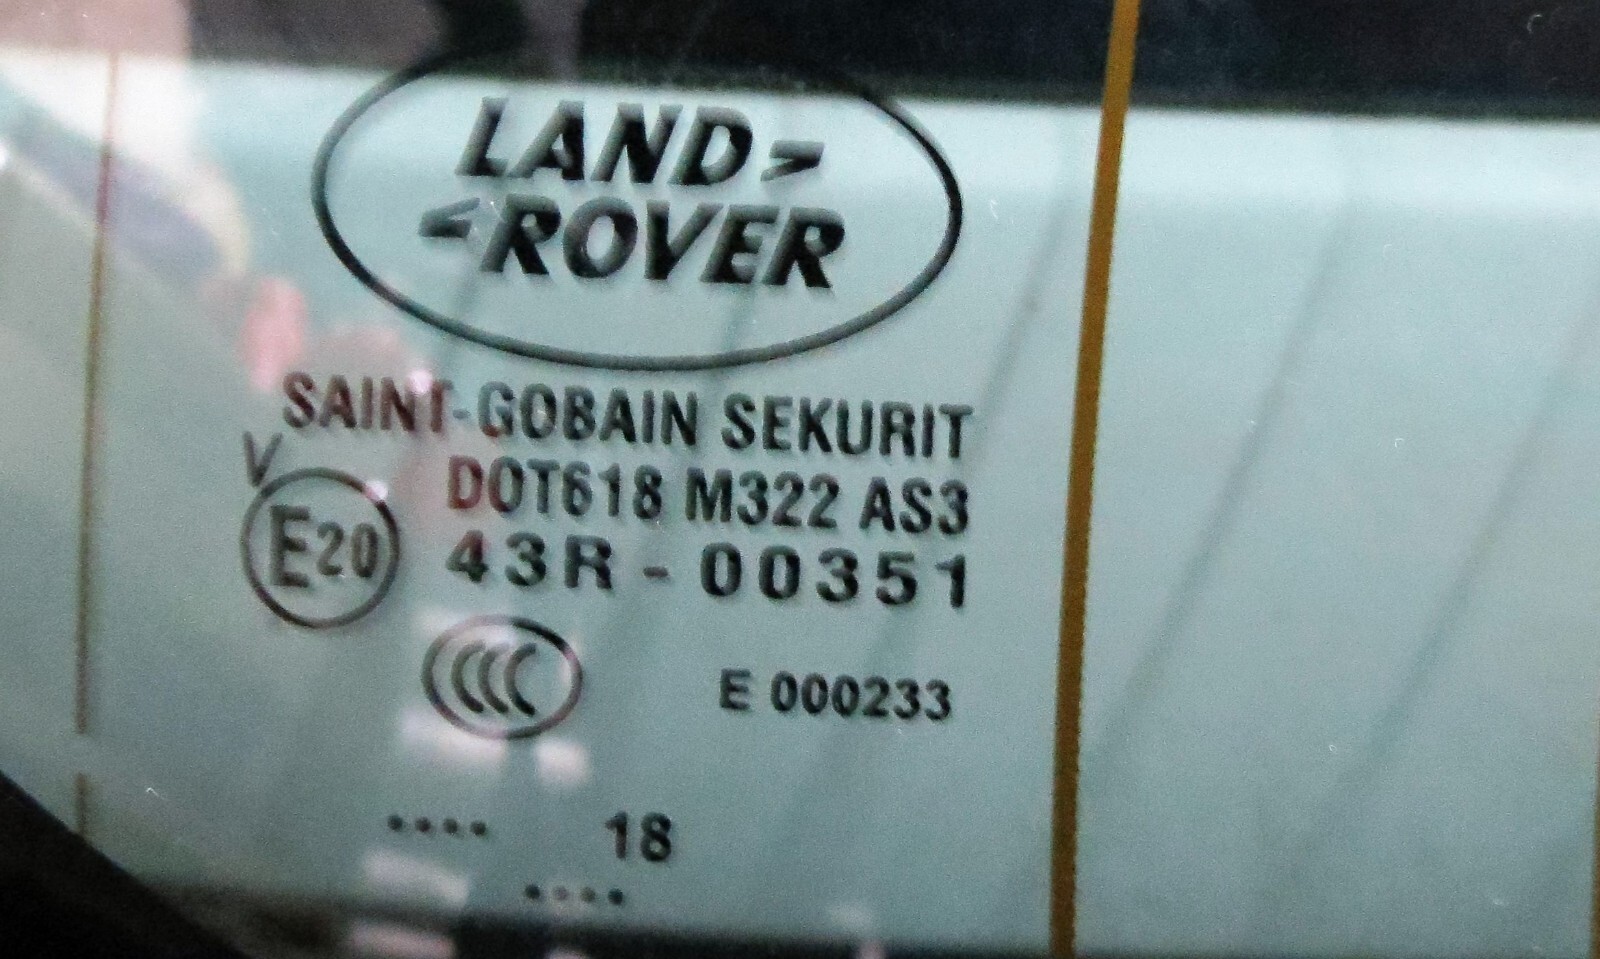 LAND
ROVER
SAINT-GOBAIN SEKURIT
V
DOT618 M322 AS3
E20
43R - 00351
CCC
E 000233
.... 18
....